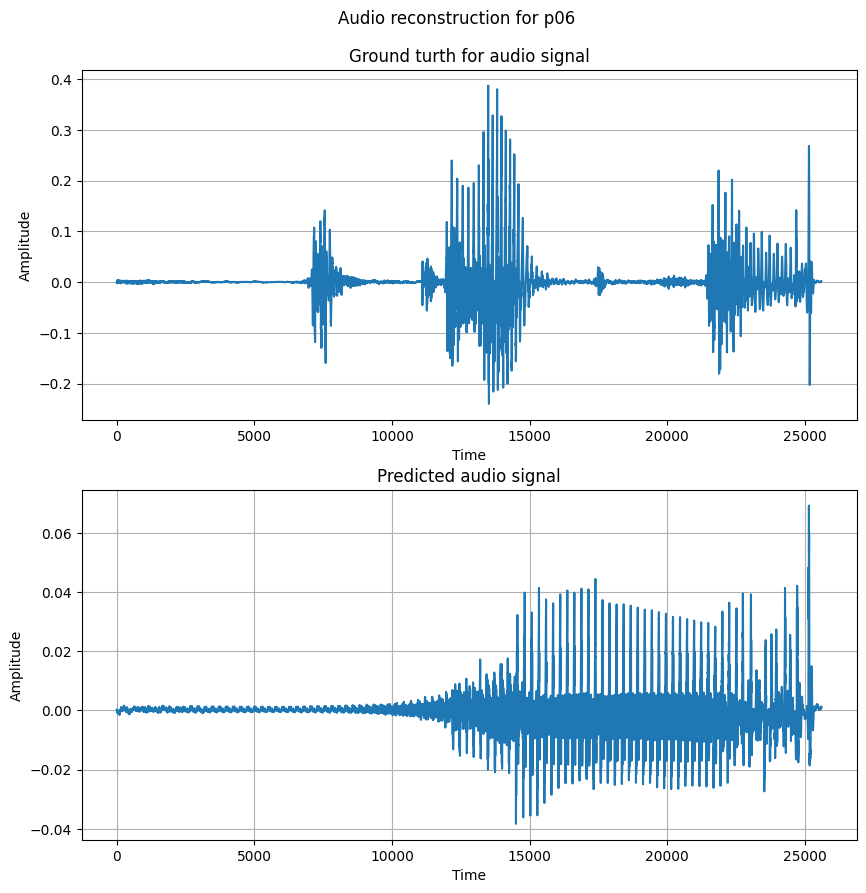 Audio reconstruction for p06
Ground turth for audio signal
0.4
0.3
0.2
0.1
0.0
−0.1
−0.2
Amplitude
0 5000 10000 15000 20000 25000
Time
Predicted audio signal
0.06
0.04
0.02
0.00
−0.02
−0.04
Amplitude
0 5000 10000 15000 20000 25000
Time